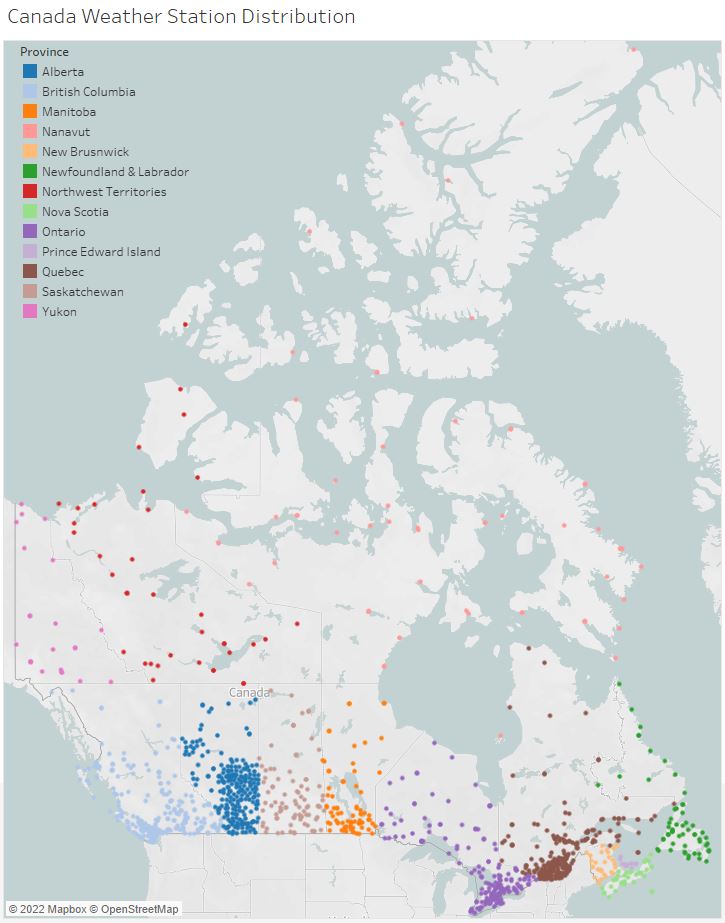 Canada Weather Station Distribution
Province
Alberta
British Columbia
Manitoba
Nanavut
New Brusnwick
Newfoundland & Labrador
Northwest Territories
Nova Scotia
Ontario
Prince Edward Island
Quebec
Saskatchewan
Yukon
Canada
© 2022 Mapbox © OpenStreetMap